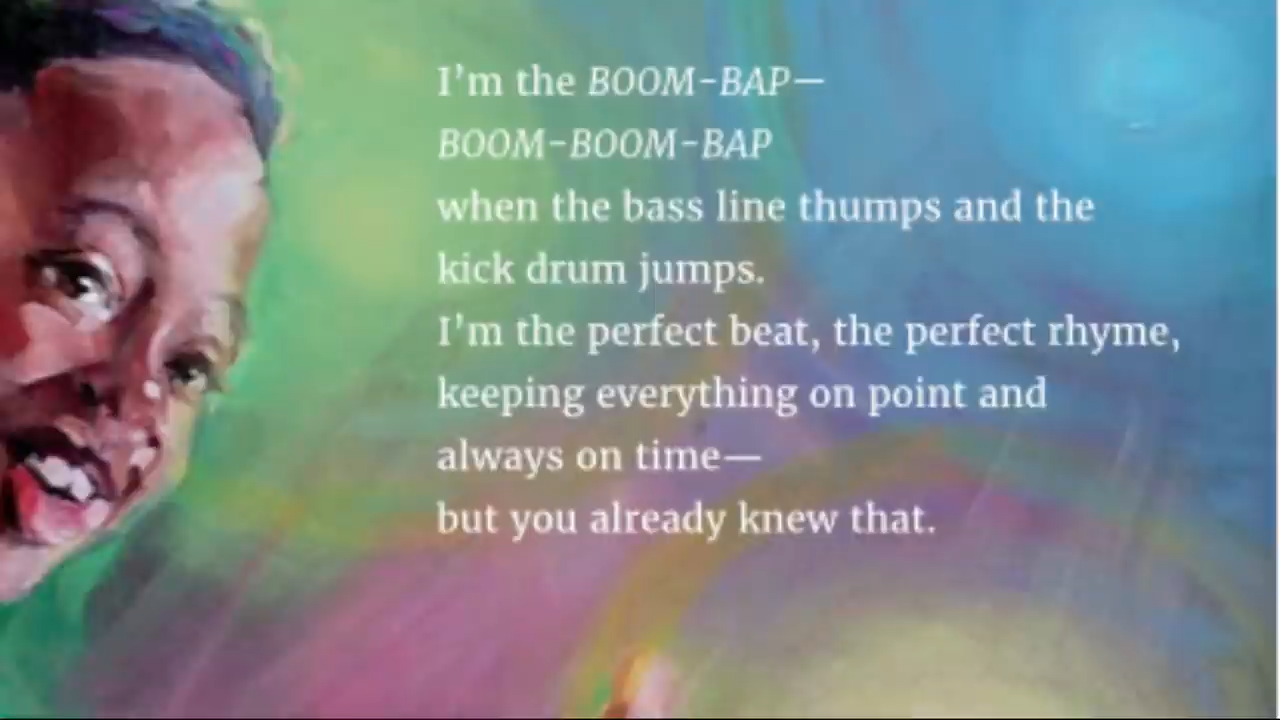 I’m the BOOM-BAP—
BOOM-BOOM-BAP
when the bass line thumps and the
kick drum jumps.
I’m the perfect beat, the perfect rhyme,
keeping everything on point and
always on time—
but you already knew that.